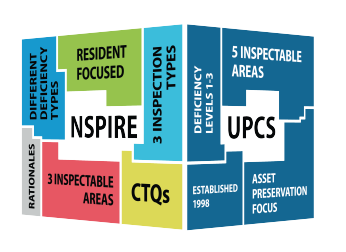 DIFFERENT
DEFICIENCY
TYPES
RESIDENT
FOCUSED
3 INSPECTION
TYPES
NSPIRE
RATIONALES
3 INSPECTABLE
AREAS
CTQs
DEFICIENCY
LEVELS 1-3
5 INSPECTABLE
AREAS
UPCS
ESTABLISHED
1998
ASSET
PRESERVATION
FOCUS